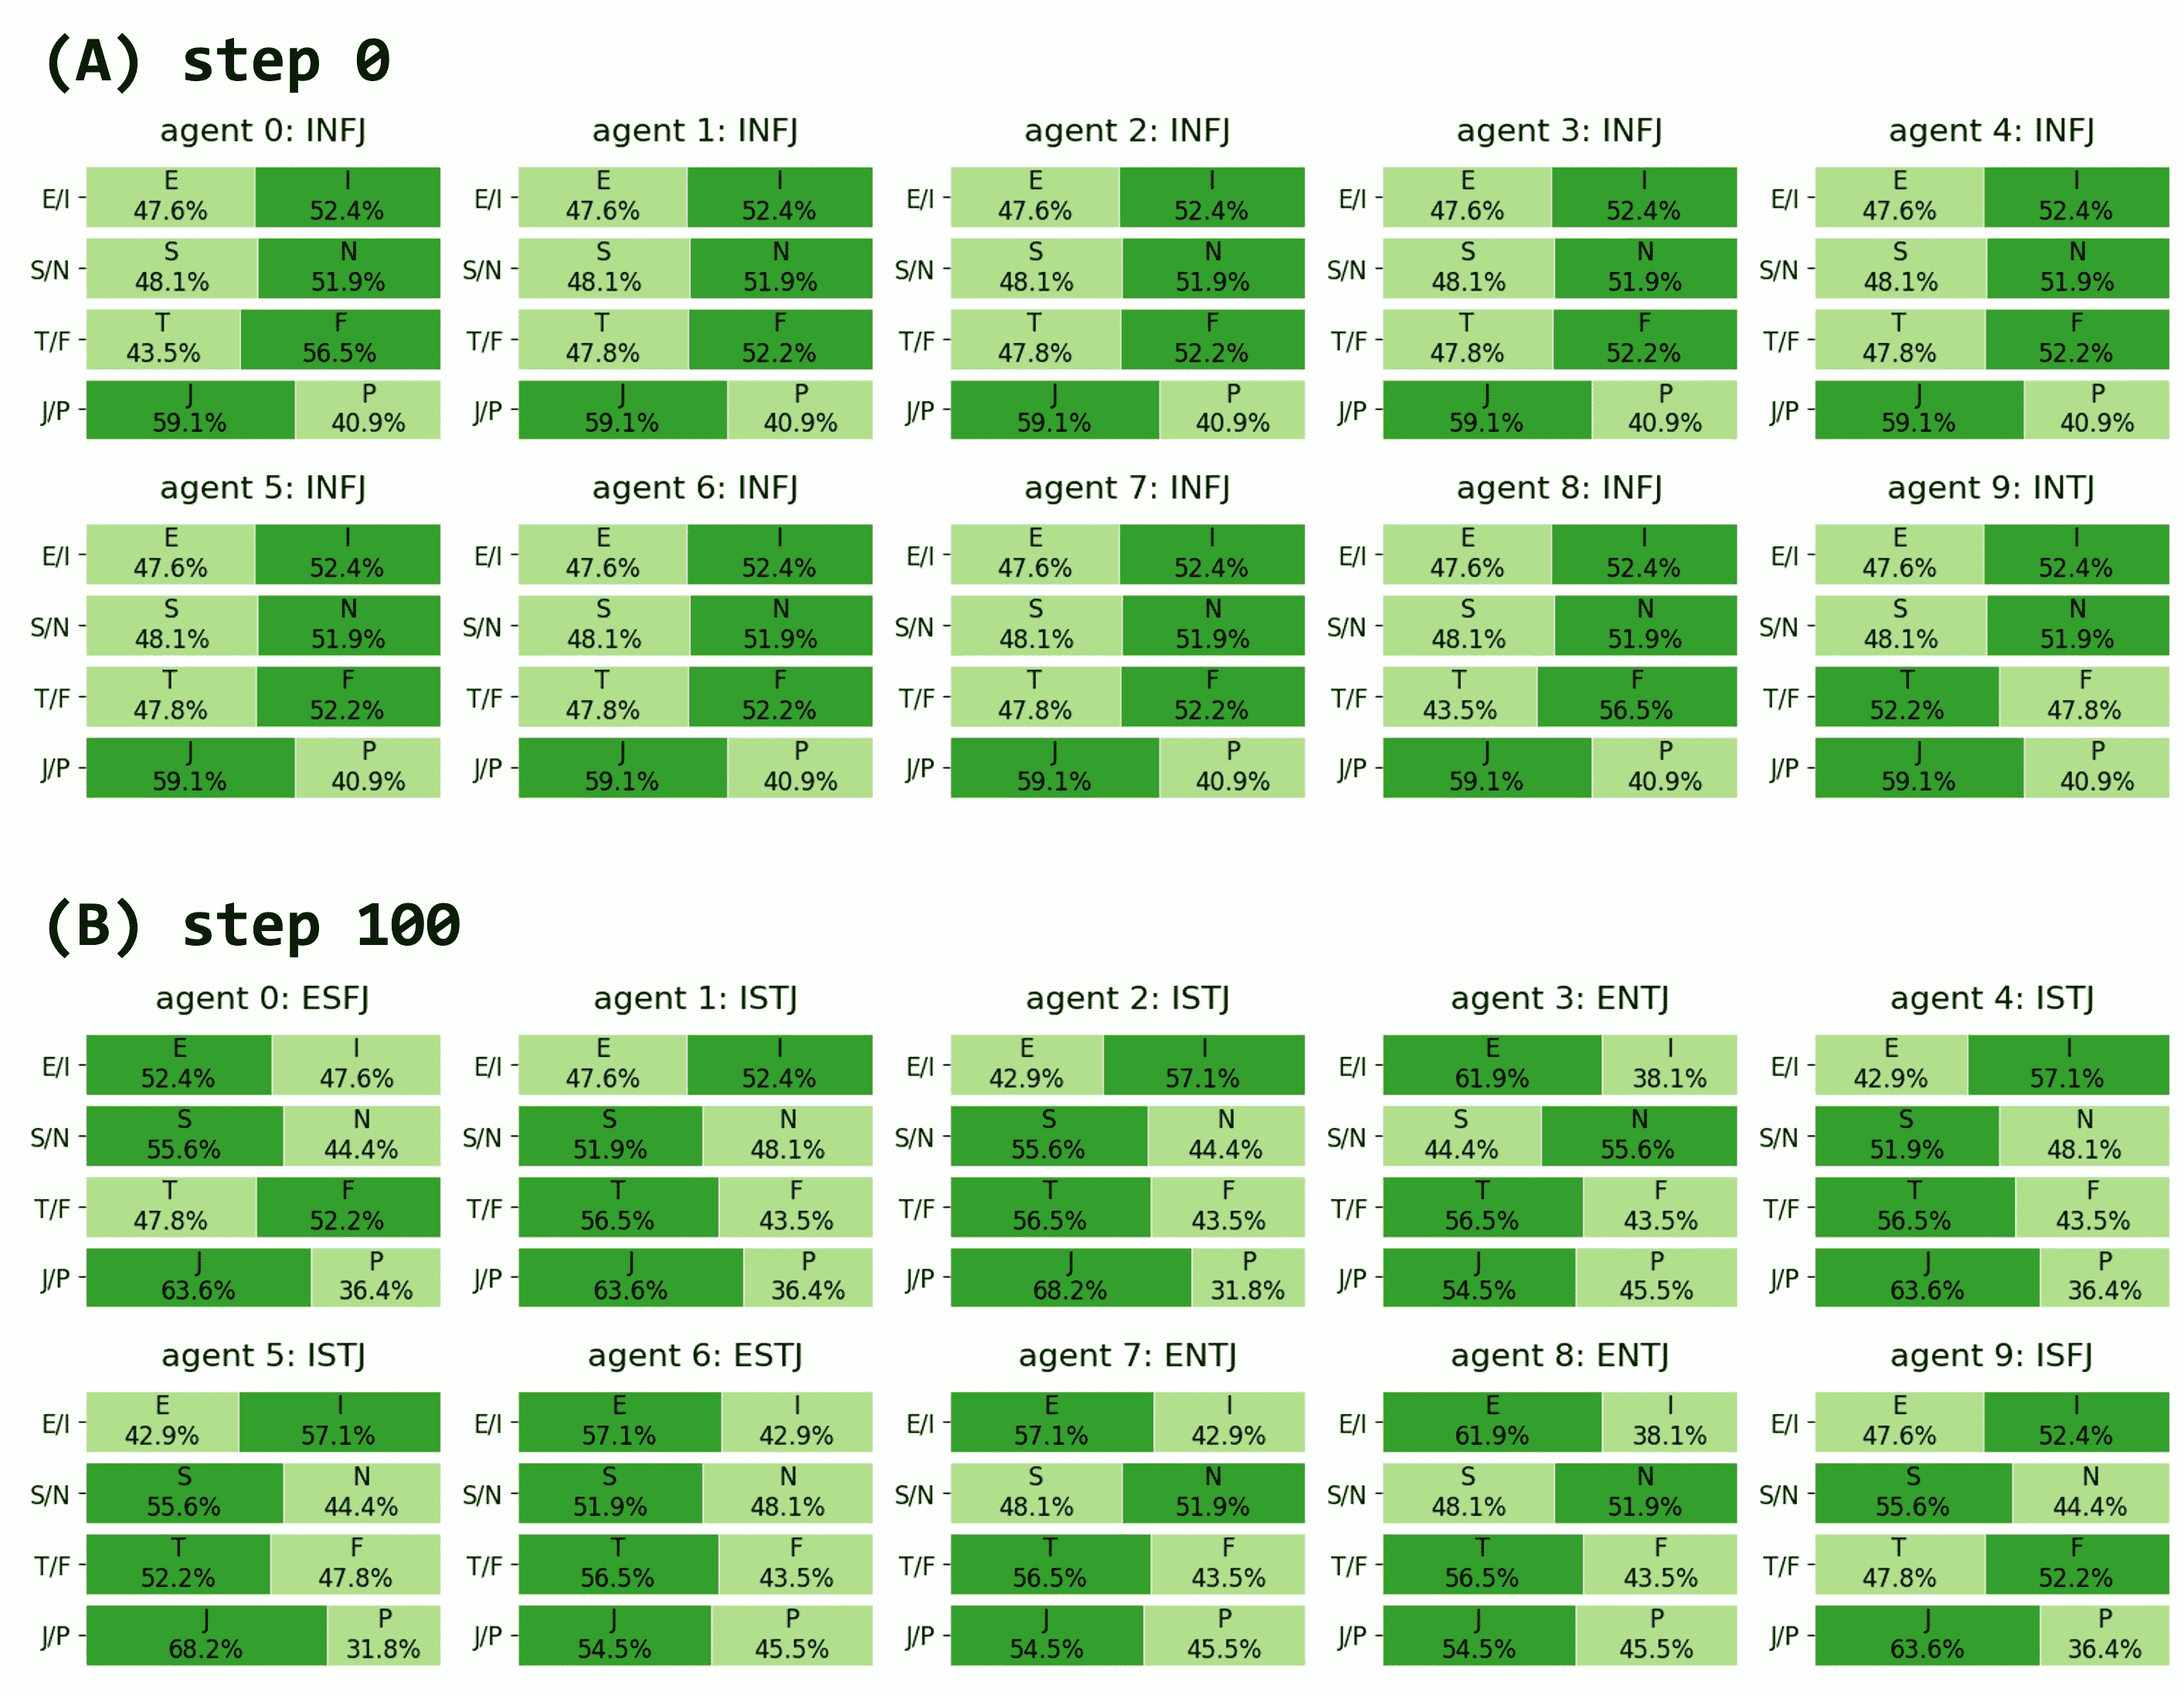 (A) step 0
agent 0: INFJ agent 1: INFJ agent 2: INFJ agent 3: INFJ agent 4: INFJ
E I E I E I E I E I
E/I 47.6% 52.4% E/I 47.6% 52.4% E/I 47.6% 52.4% E/I 47.6% 52.4% E/I 47.6% 52.4%
S N S N S N S N S N
S/N 48.1% 51.9% S/N 48.1% 51.9% S/N 48.1% 51.9% S/N 48.1% 51.9% S/N 48.1% 51.9%
T F T F T F T F T F
T/F 43.5% 56.5% T/F 47.8% 52.2% T/F 47.8% 52.2% T/F 47.8% 52.2% T/F 47.8% 52.2%
J P J P J P J P J P
J/P 59.1% 40.9% J/P 59.1% 40.9% J/P 59.1% 40.9% J/P 59.1% 40.9% J/P 59.1% 40.9%
agent 5: INFJ agent 6: INFJ agent 7: INFJ agent 8: INFJ agent 9: INTJ
E I E I E I E I E I
E/I 47.6% 52.4% E/I 47.6% 52.4% E/I 47.6% 52.4% E/I 47.6% 52.4% E/I 47.6% 52.4%
S N S N S N S N S N
S/N 48.1% 51.9% S/N 48.1% 51.9% S/N 48.1% 51.9% S/N 48.1% 51.9% S/N 48.1% 51.9%
T F T F T F T F T F
T/F 47.8% 52.2% T/F 47.8% 52.2% T/F 47.8% 52.2% T/F 43.5% 56.5% T/F 52.2% 47.8%
J P J P J P J P J P
J/P 59.1% 40.9% J/P 59.1% 40.9% J/P 59.1% 40.9% J/P 59.1% 40.9% J/P 59.1% 40.9%
(B) step 100
agent 0: ESFJ agent 1: ISTJ agent 2: ISTJ agent 3: ENTJ agent 4: ISTJ
E I E I E I E I E I
E/I 52.4% 47.6% E/I 47.6% 52.4% E/I 42.9% 57.1% E/I 61.9% 38.1% E/I 42.9% 57.1%
S N S N S N S N S N
S/N 55.6% 44.4% S/N 51.9% 48.1% S/N 55.6% 44.4% S/N 44.4% 55.6% S/N 51.9% 48.1%
T F T F T F T F T F
T/F 47.8% 52.2% T/F 56.5% 43.5% T/F 56.5% 43.5% T/F 56.5% 43.5% T/F 56.5% 43.5%
J P J P J P J P J P
J/P 63.6% 36.4% J/P 63.6% 36.4% J/P 68.2% 31.8% J/P 54.5% 45.5% J/P 63.6% 36.4%
agent 5: ISTJ agent 6: ESTJ agent 7: ENTJ agent 8: ENTJ agent 9: ISFJ
E I E I E I E I E I
E/I 42.9% 57.1% E/I 57.1% 42.9% E/I 57.1% 42.9% E/I 61.9% 38.1% E/I 47.6% 52.4%
S N S N S N S N S N
S/N 55.6% 44.4% S/N 51.9% 48.1% S/N 48.1% 51.9% S/N 48.1% 51.9% S/N 55.6% 44.4%
T F T F T F T F T F
T/F 52.2% 47.8% T/F 56.5% 43.5% T/F 56.5% 43.5% T/F 56.5% 43.5% T/F 47.8% 52.2%
J P J P J P J P J P
J/P 68.2% 31.8% J/P 54.5% 45.5% J/P 54.5% 45.5% J/P 54.5% 45.5% J/P 63.6% 36.4%